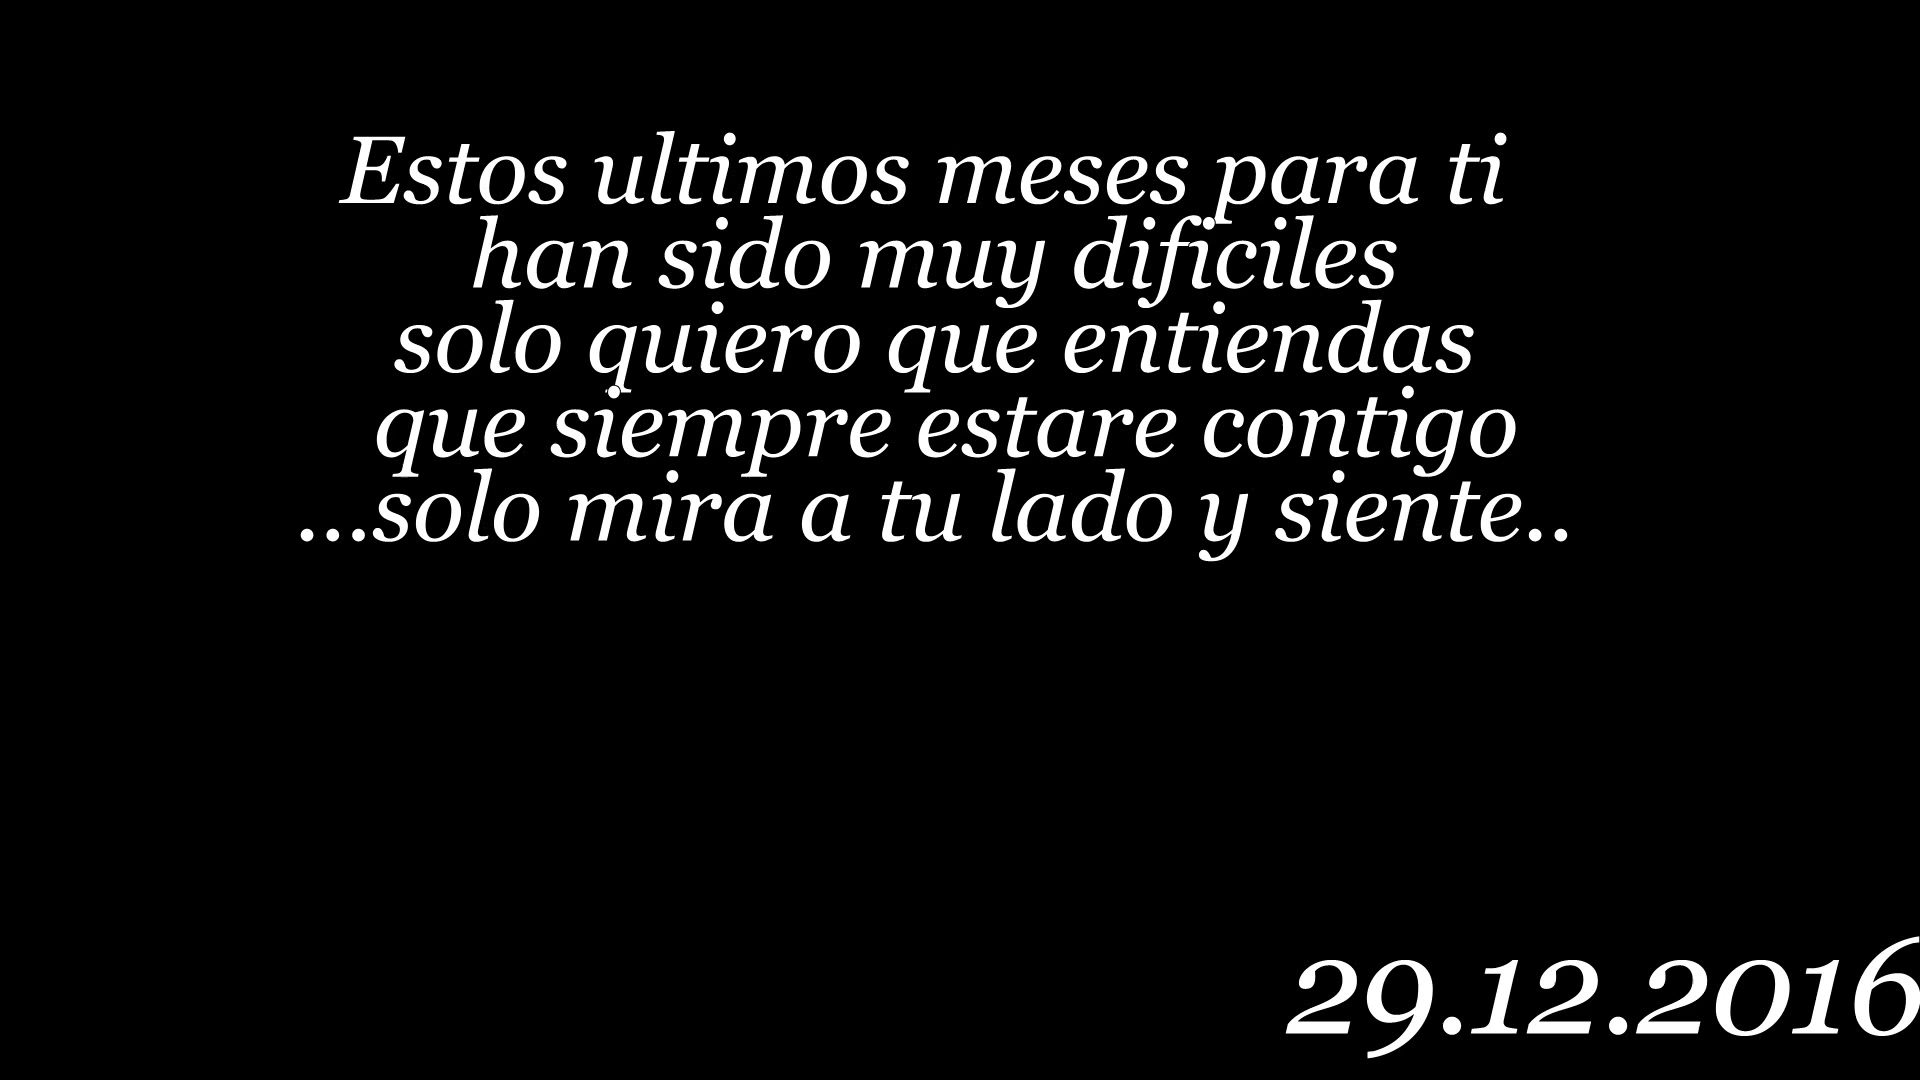 Estos ultimos meses para ti
han sido muy dificiles
solo quiero que entiendas
que siempre estare contigo
...solo mira a tu lado y siente..
29.12.2016